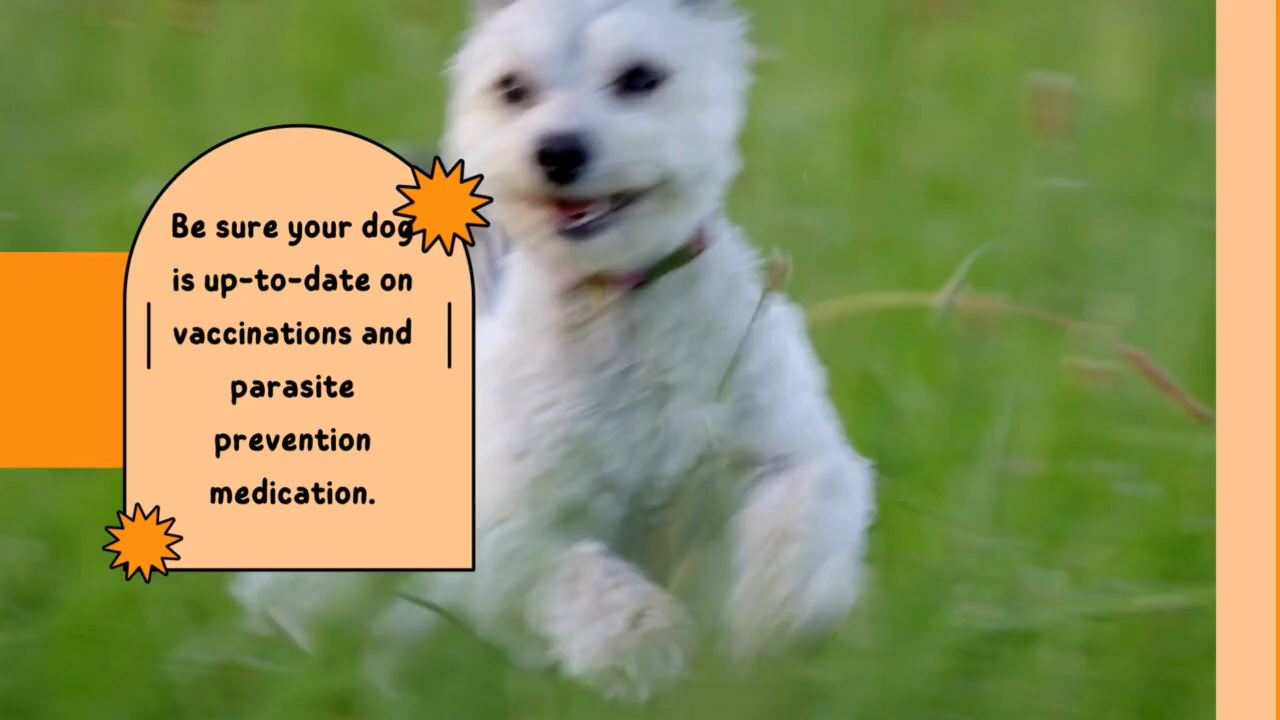 Be sure your dog
is up-to-date on
vaccinations and
parasite
prevention
medication.